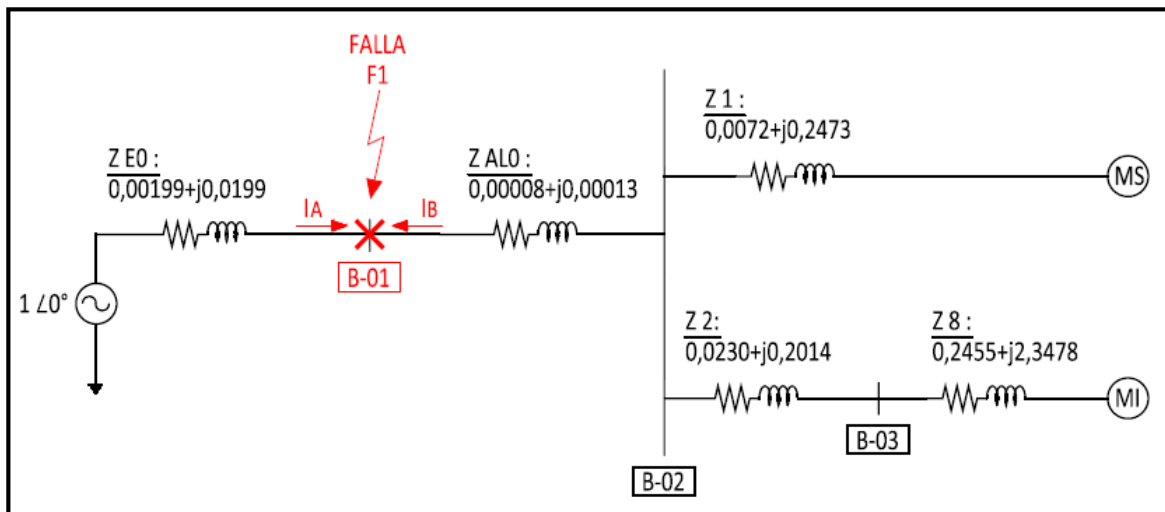 FALLA
F1
Z E0 :
0,00199+j0,0199
Z AL0 :
0,00008+j0,00013
Z 1 :
0,0072+j0,2473
IA
IB
MS
B-01
1 ∠0°
Z 2:
0,0230+j0,2014
Z 8 :
0,2455+j2,3478
MI
B-03
B-02